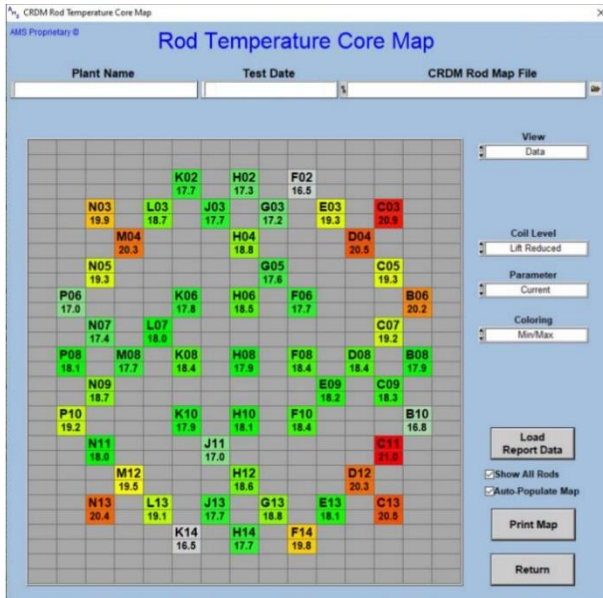 CRDM Rod Temperature Core Map
AMS Proprietary ©
Rod Temperature Core Map
Plant Name Test Date CRDM Rod Map File
View
Data
K02 H02 F02
17.7 17.3 16.5
N03 L03 J03 G03 E03 C03
19.9 18.7 17.7 17.2 19.3 20.9
M04 H04 D04
20.3 18.8 20.5
Coil Level
Lift Reduced
N05 G05 C05
19.3 17.6 19.3
Parameter
Current
P06 K06 H06 F06 B06
17.0 17.8 18.5 17.7 20.2
Coloring
Min/Max
N07 L07 C07
17.4 18.0 19.2
P08 M08 K08 H08 F08 D08 B08
18.1 17.7 18.4 17.9 18.4 18.4 17.9
N09 E09 C09
18.7 18.2 18.3
P10 K10 H10 F10 B10
19.2 17.9 18.1 18.4 16.8
N11 J11 C11
18.0 17.0 21.0
Load
Report Data
M12 H12 D12
19.5 18.6 20.3
Show All Rods
Auto-Populate Map
N13 L13 J13 G13 E13 C13
20.4 19.1 17.7 18.8 18.1 20.5
Print Map
K14 H14 F14
16.5 17.7 19.8
Return